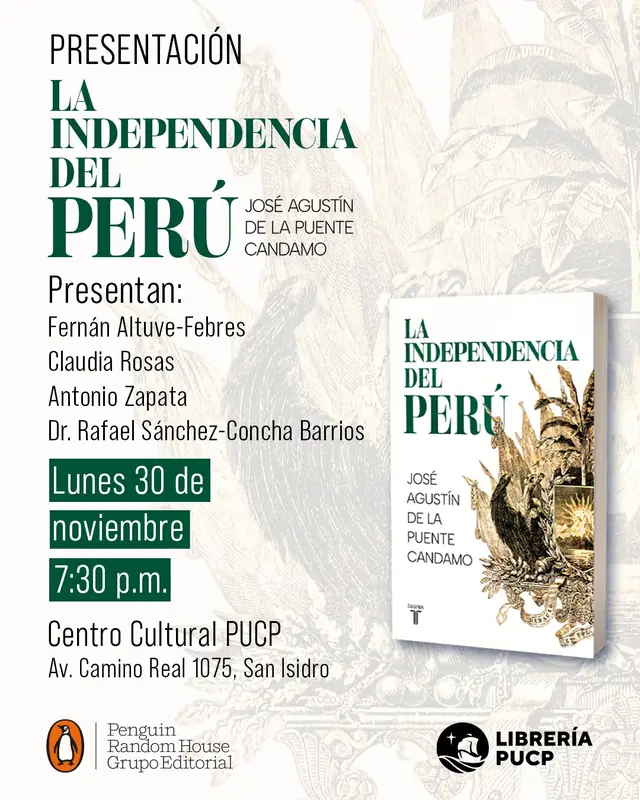 PRESENTACIÓN
LA
INDEPENDENCIA
DEL
PERÚ
JOSÉ AGUSTÍN
DE LA PUENTE
CANDAMO
Presentan:
Fernán Altuve-Febres
Claudia Rosas
Antonio Zapata
Dr. Rafael Sánchez-Concha Barrios
Lunes 30 de
noviembre
7:30 p.m.
Centro Cultural PUCP
Av. Camino Real 1075, San Isidro
LA
INDEPENDENCIA
DEL
PERÚ
JOSÉ
AGUSTÍN
DE LA
PUENTE
CANDAMO
Penguin
Random House
Grupo Editorial
LIBRERÍA
PUCP